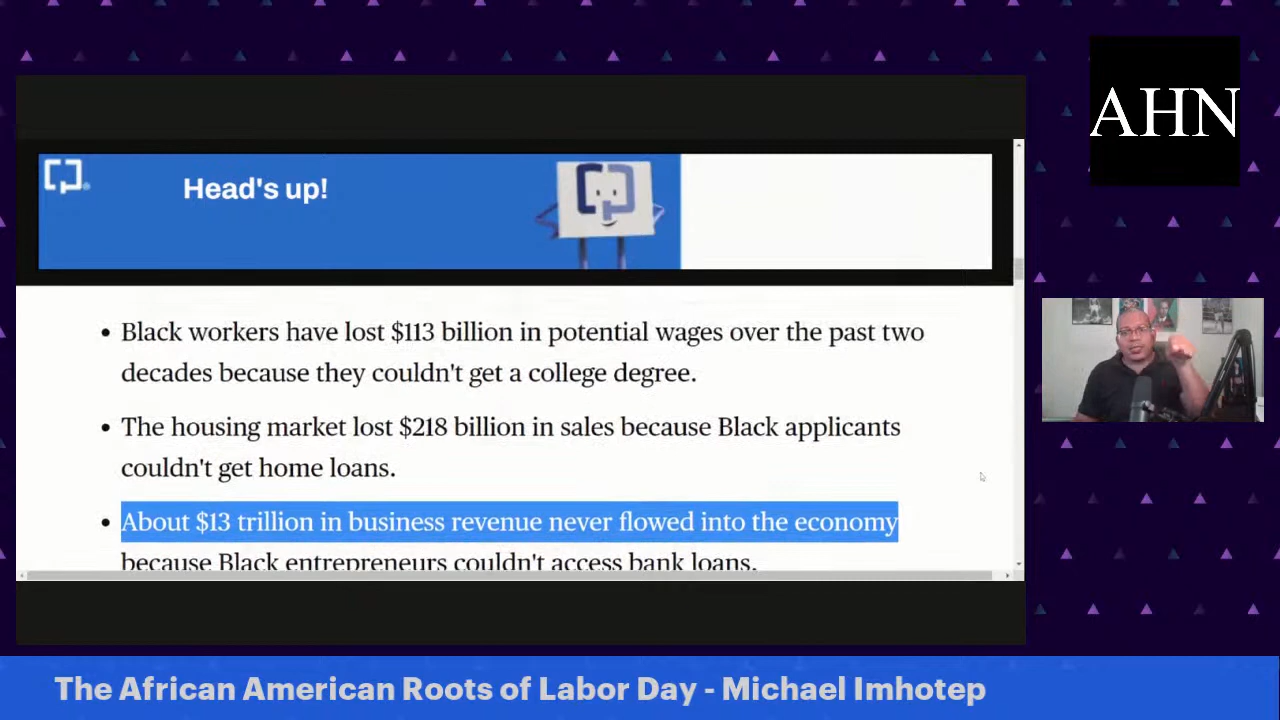 AHN
Head's up!
• Black workers have lost $113 billion in potential wages over the past two
decades because they couldn't get a college degree.
• The housing market lost $218 billion in sales because Black applicants
couldn't get home loans.
• About $13 trillion in business revenue never flowed into the economy
because Black entrepreneurs couldn't access bank loans.
The African American Roots of Labor Day - Michael Imhotep